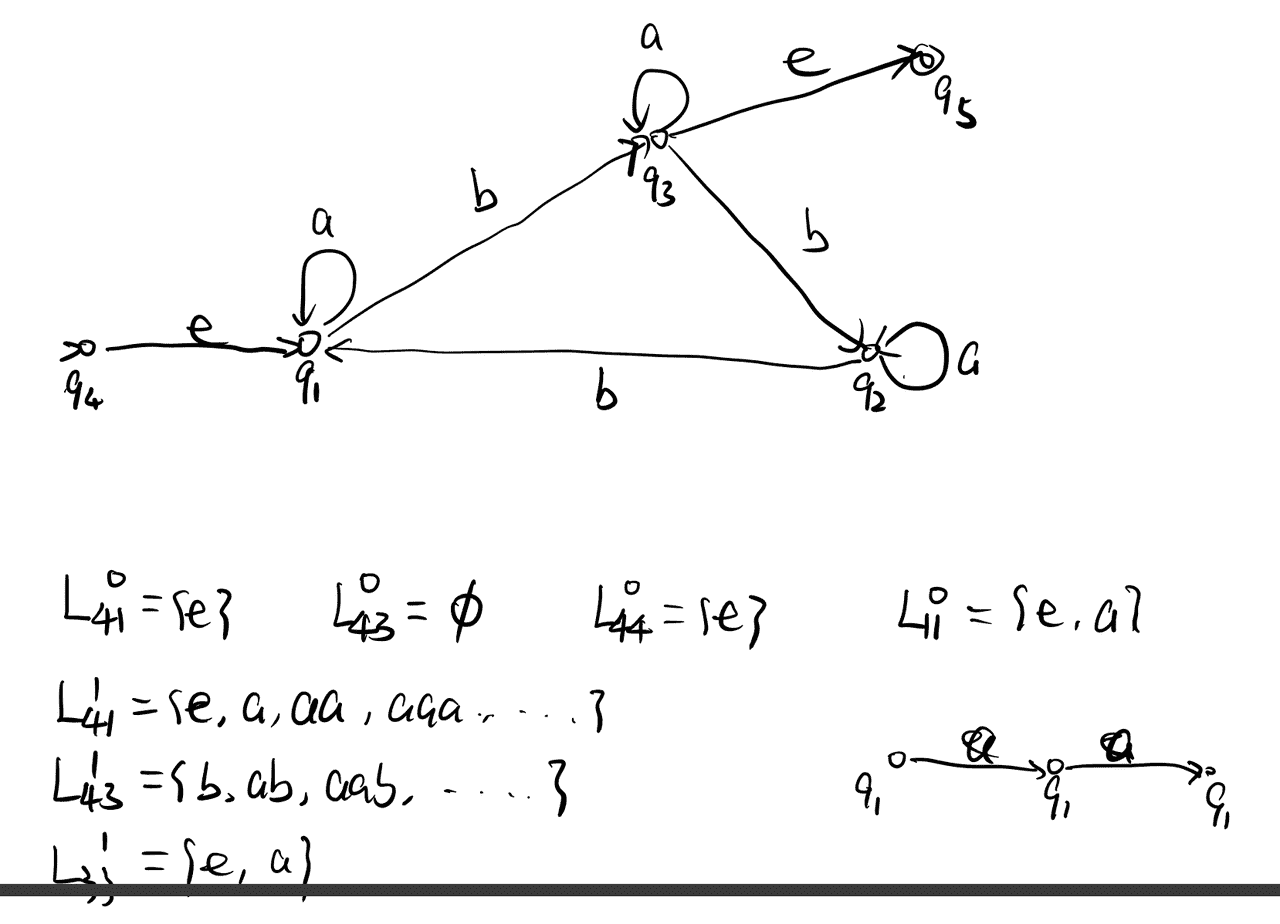 a
e
q5
q3
b
b
a
e
q4
q1
b
q2
a
L⁰41 = {e} L⁰43 = ϕ L⁰44 = {e} L⁰11 = {e, a}
L¹41 = {e, a, aa, aaa, ·····}
L¹43 = {b, ab, aab, ·····}
a a
q1 q1 q1
= {e, a}